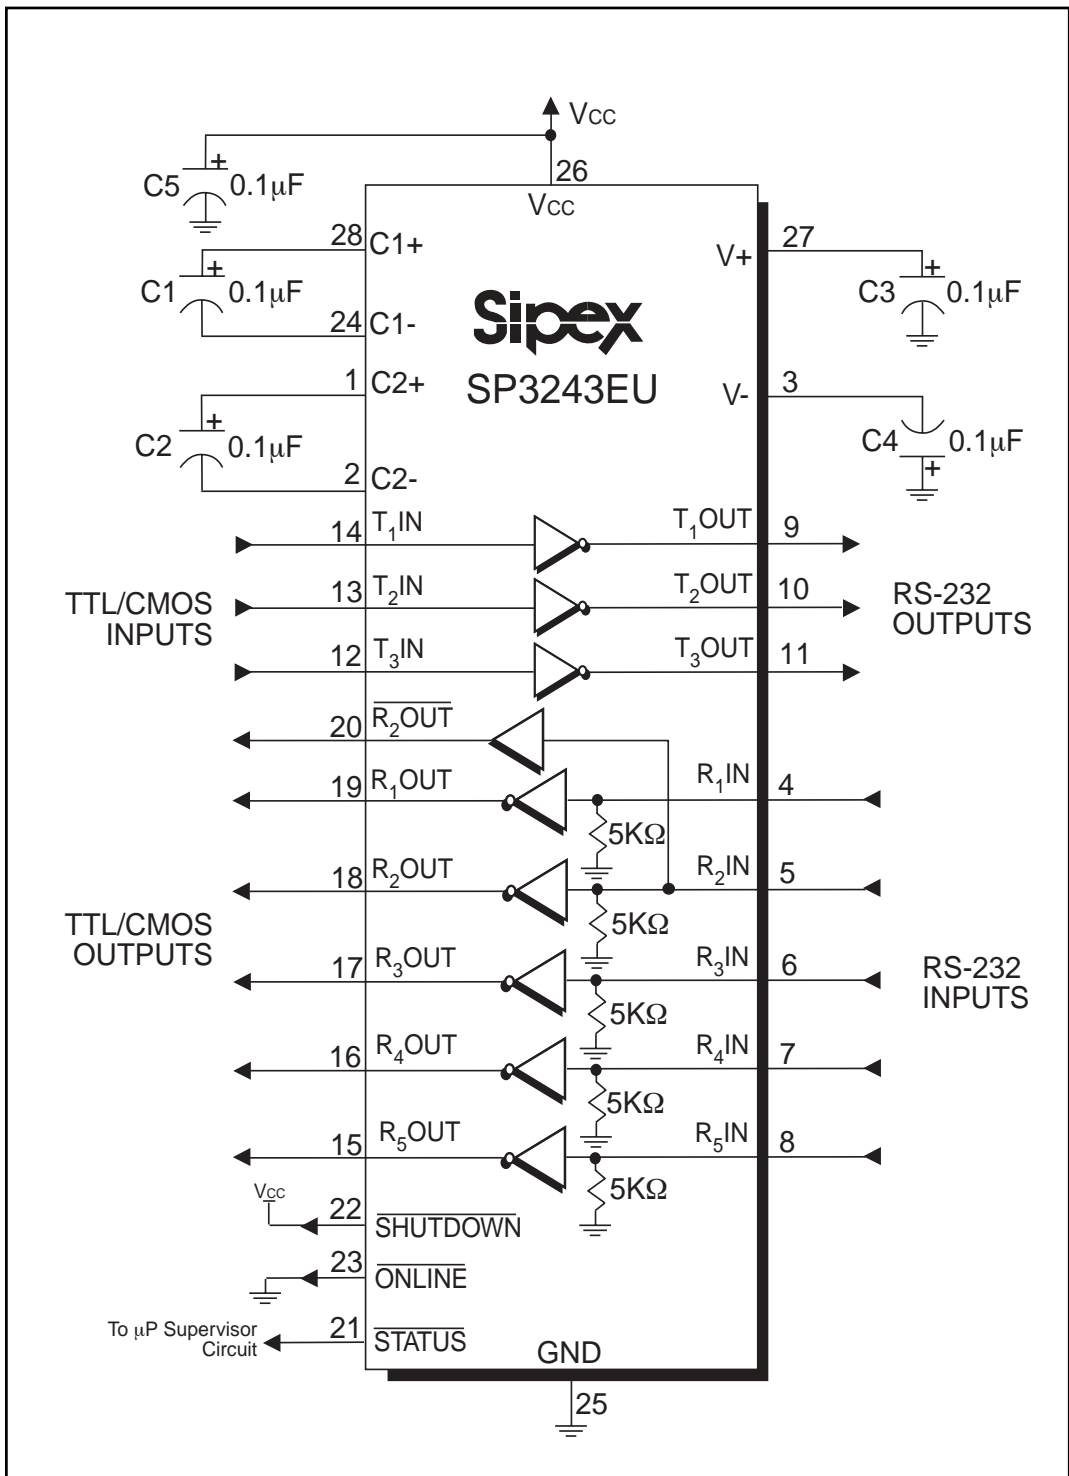 VCC
26
VCC
C5
+
0.1μF
28
C1+
C1
+
0.1μF
24
C1-
1
C2+
C2
+
0.1μF
2
C2-
V+
27
C3
+
0.1μF
V-
3
C4
0.1μF
+
Sipex
SP3243EU
14
T1IN
T1OUT
9
13
T2IN
T2OUT
10
12
T3IN
T3OUT
11
TTL/CMOS
INPUTS
RS-232
OUTPUTS
20
R2OUT
19
R1OUT
R1IN
4
5KΩ
18
R2OUT
R2IN
5
5KΩ
TTL/CMOS
OUTPUTS
17
R3OUT
R3IN
6
5KΩ
RS-232
INPUTS
16
R4OUT
R4IN
7
5KΩ
15
R5OUT
R5IN
8
5KΩ
VCC
22
SHUTDOWN
23
ONLINE
To μP Supervisor
Circuit
21
STATUS
GND
25